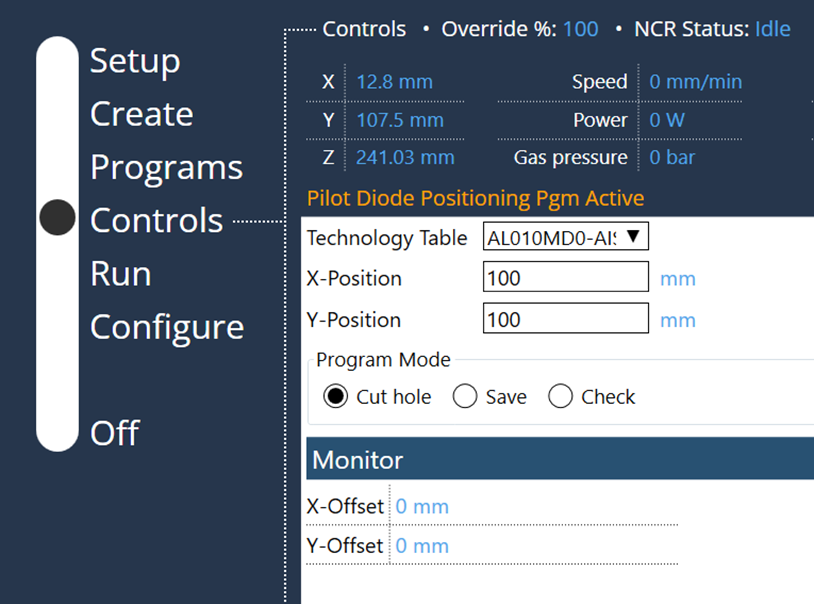 Setup
Create
Programs
Controls
Run
Configure
Off
Controls • Override %: 100 • NCR Status: Idle
X 12.8 mm Speed 0 mm/min
Y 107.5 mm Power 0 W
Z 241.03 mm Gas pressure 0 bar
Pilot Diode Positioning Pgm Active
Technology Table AL010MD0-AIS ▼
X-Position 100 mm
Y-Position 100 mm
Program Mode
Cut hole Save Check
Monitor
X-Offset 0 mm
Y-Offset 0 mm